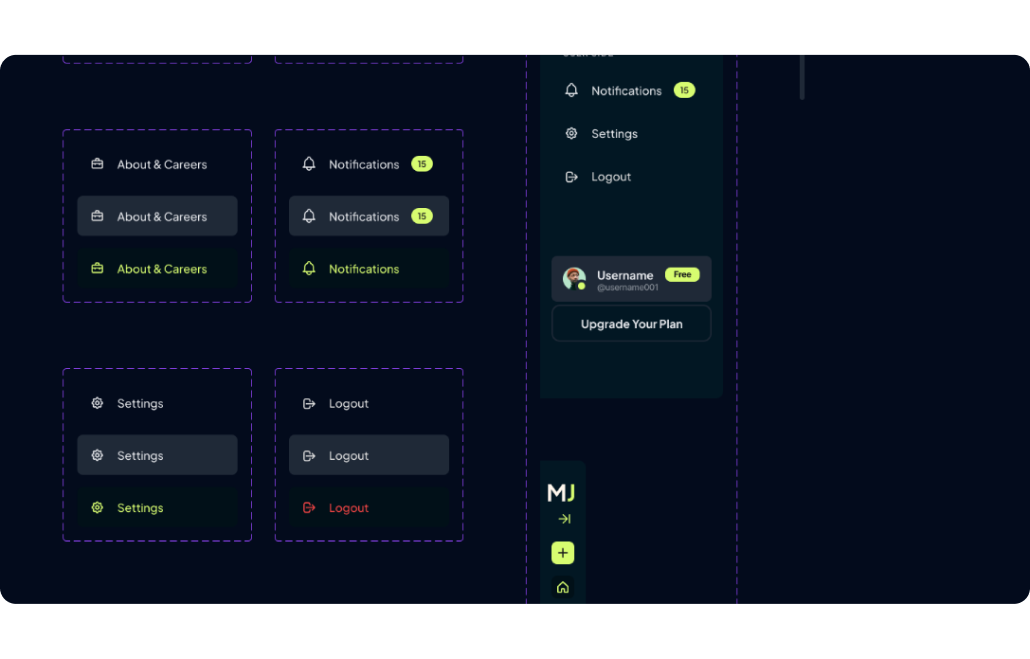 About & Careers
About & Careers
About & Careers
Notifications 15
Notifications 15
Notifications
Settings
Settings
Settings
Logout
Logout
Logout
Notifications 15
Settings
Logout
Username Free
@username001
Upgrade Your Plan
MJ